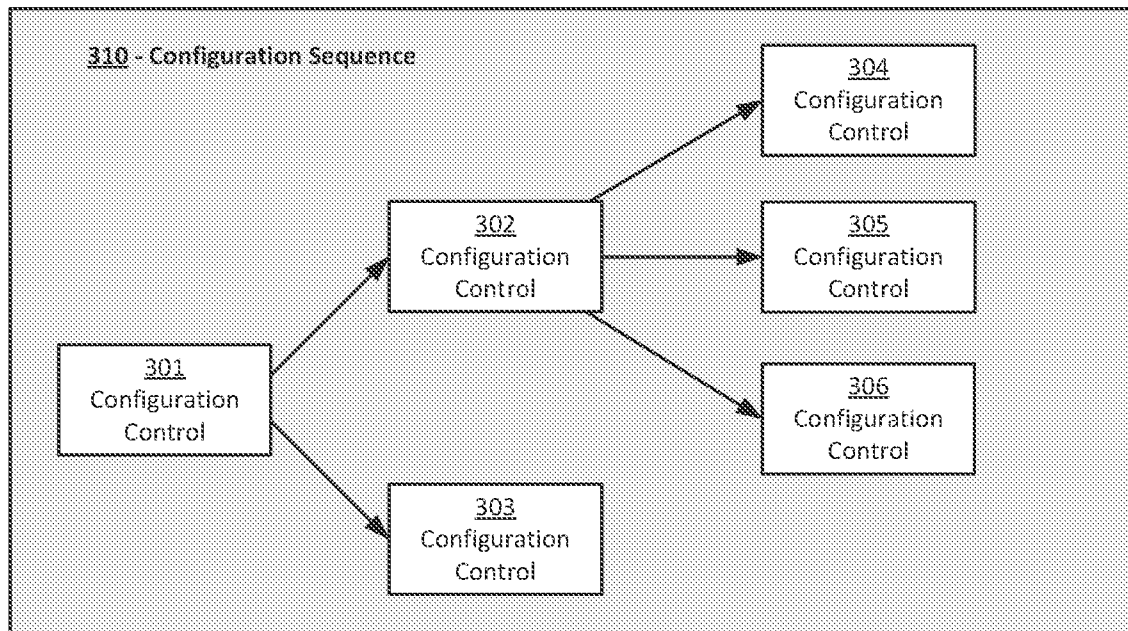 310 - Configuration Sequence
304
Configuration
Control
302
Configuration
Control
305
Configuration
Control
301
Configuration
Control
306
Configuration
Control
303
Configuration
Control